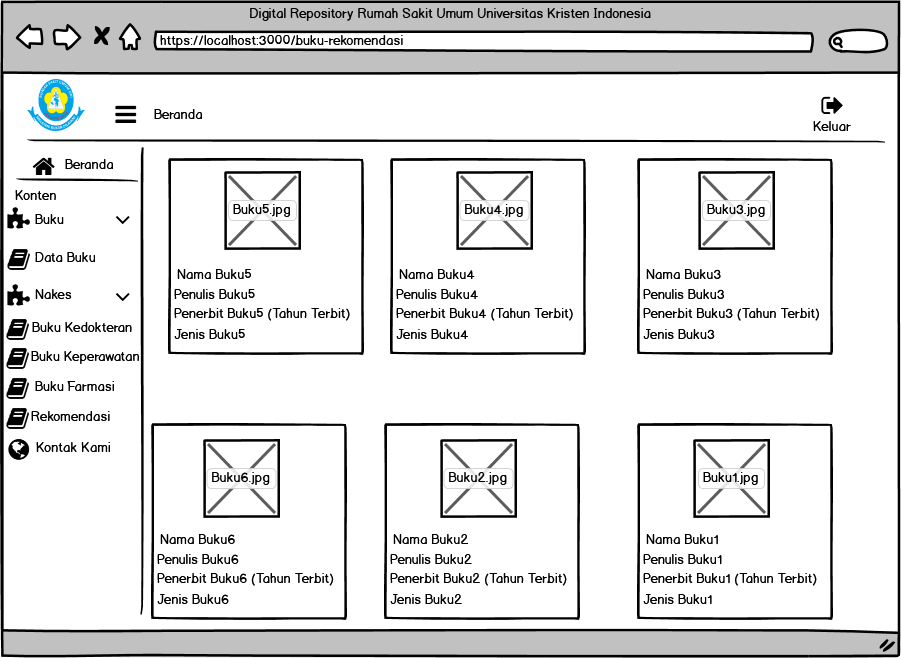 Digital Repository Rumah Sakit Umum Universitas Kristen Indonesia
https://localhost:3000/buku-rekomendasi
Beranda
Keluar
Beranda
Konten
Buku
Data Buku
Nakes
Buku Kedokteran
Buku Keperawatan
Buku Farmasi
Rekomendasi
Kontak Kami
Buku5.jpg
Nama Buku5
Penulis Buku5
Penerbit Buku5 (Tahun Terbit)
Jenis Buku5
Buku4.jpg
Nama Buku4
Penulis Buku4
Penerbit Buku4 (Tahun Terbit)
Jenis Buku4
Buku3.jpg
Nama Buku3
Penulis Buku3
Penerbit Buku3 (Tahun Terbit)
Jenis Buku3
Buku6.jpg
Nama Buku6
Penulis Buku6
Penerbit Buku6 (Tahun Terbit)
Jenis Buku6
Buku2.jpg
Nama Buku2
Penulis Buku2
Penerbit Buku2 (Tahun Terbit)
Jenis Buku2
Buku1.jpg
Nama Buku1
Penulis Buku1
Penerbit Buku1 (Tahun Terbit)
Jenis Buku1